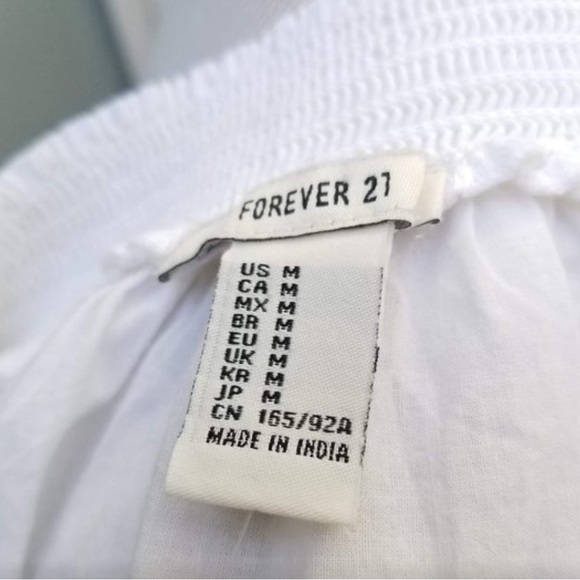 FOREVER 21
US M
CA M
MX M
BR M
EU M
UK M
KR M
JP M
CN 165/92A
MADE IN INDIA